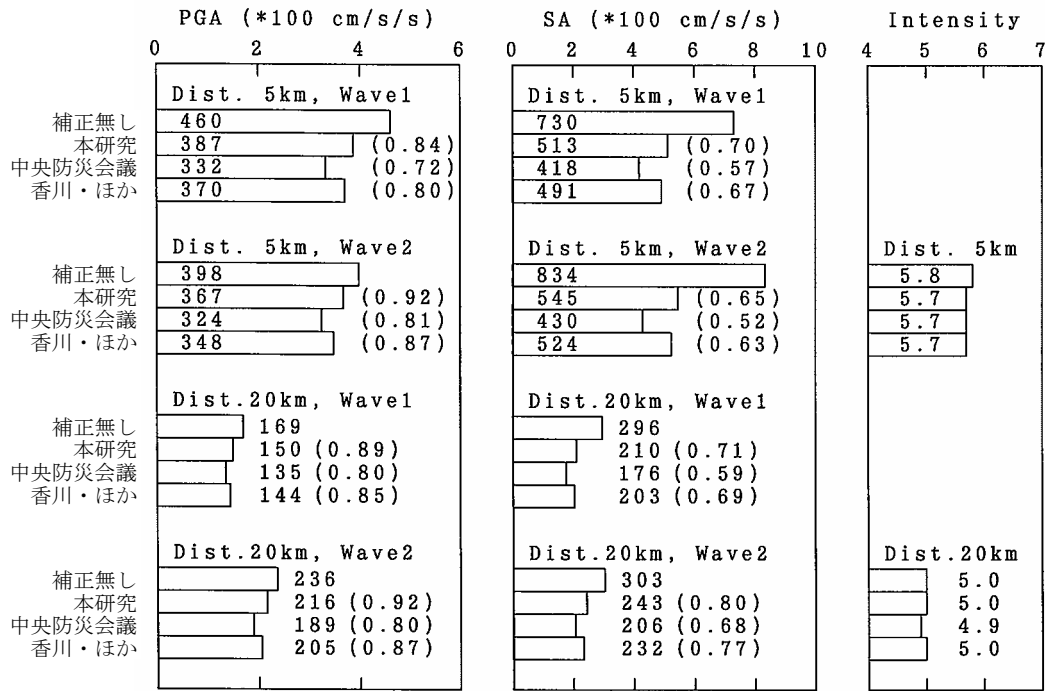 PGA (*100 cm/s/s) SA (*100 cm/s/s) Intensity
0 2 4 6 0 2 4 6 8 10 4 5 6 7
Dist. 5km, Wave1 Dist. 5km, Wave1
補正無し 460 730
本研究 387 (0.84) 513 (0.70)
中央防災会議 332 (0.72) 418 (0.57)
香川・ほか 370 (0.80) 491 (0.67)
Dist. 5km, Wave2 Dist. 5km, Wave2 Dist. 5km
補正無し 398 834 5.8
本研究 367 (0.92) 545 (0.65) 5.7
中央防災会議 324 (0.81) 430 (0.52) 5.7
香川・ほか 348 (0.87) 524 (0.63) 5.7
Dist.20km, Wave1 Dist.20km, Wave1
補正無し 169 296
本研究 150 (0.89) 210 (0.71)
中央防災会議 135 (0.80) 176 (0.59)
香川・ほか 144 (0.85) 203 (0.69)
Dist.20km, Wave2 Dist.20km, Wave2 Dist.20km
補正無し 236 303 5.0
本研究 216 (0.92) 243 (0.80) 5.0
中央防災会議 189 (0.80) 206 (0.68) 4.9
香川・ほか 205 (0.87) 232 (0.77) 5.0